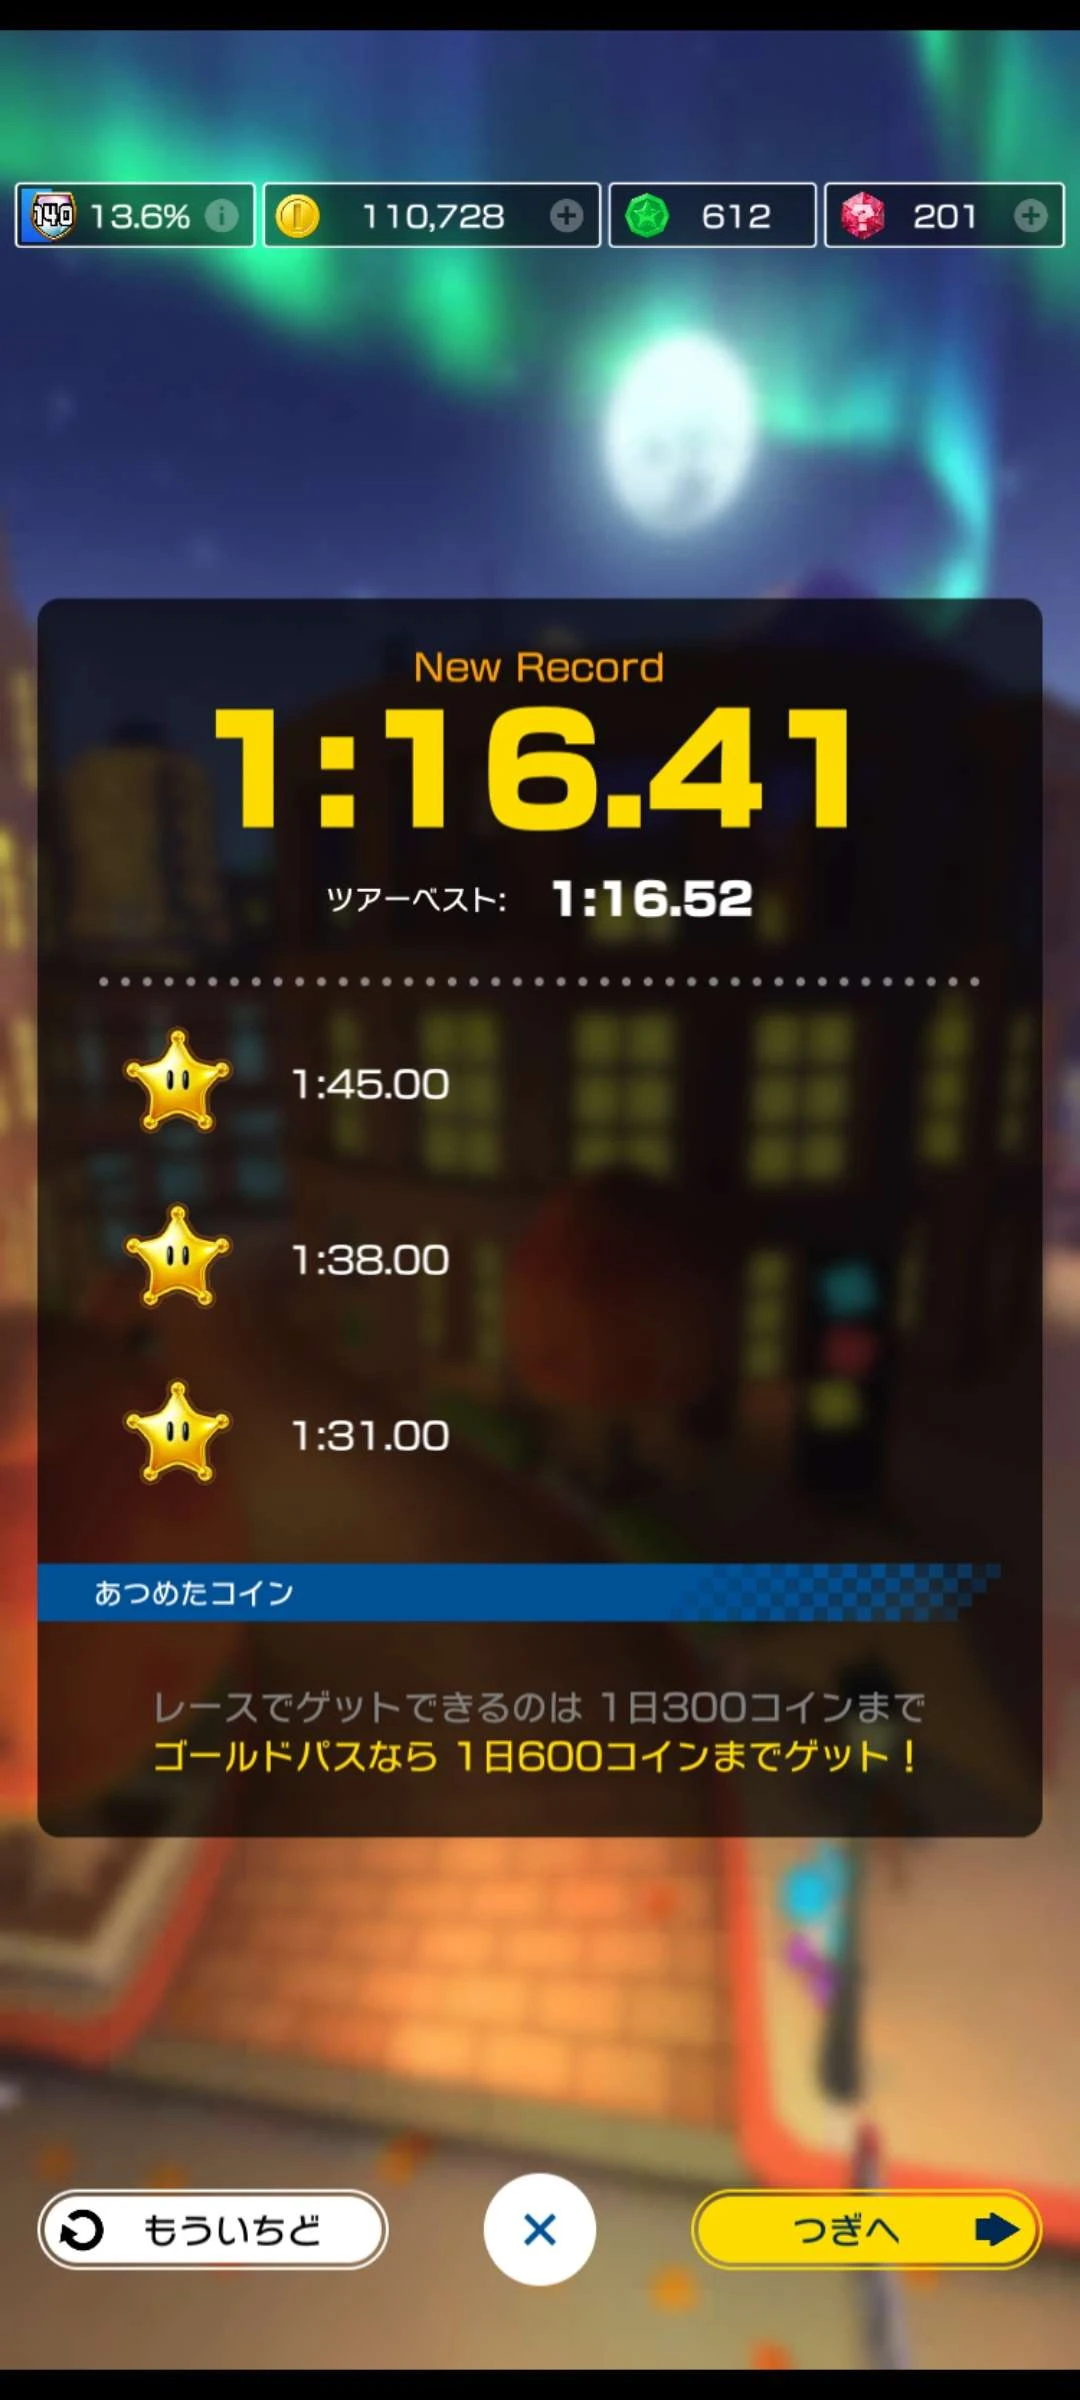 140 13.6% 110,728 612 201
New Record
1:16.41
ツアーベスト: 1:16.52
1:45.00
1:38.00
1:31.00
あつめたコイン
レースでゲットできるのは 1日300コインまで
ゴールドパスなら 1日600コインまでゲット！
もういちど つぎへ